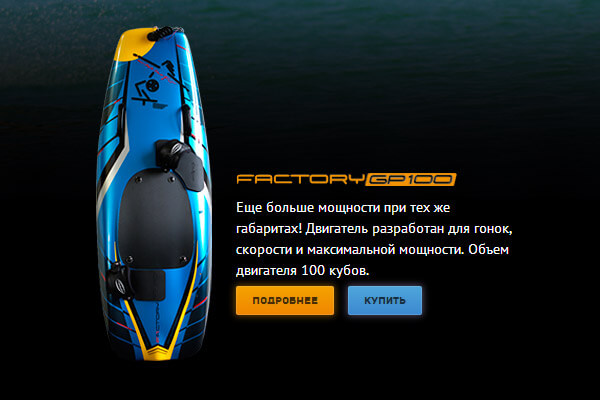 FACTORY GP100
Еще больше мощности при тех же
габаритах! Двигатель разработан для гонок,
скорости и максимальной мощности. Объем
двигателя 100 кубов.
ПОДРОБНЕЕ КУПИТЬ
FACTORY